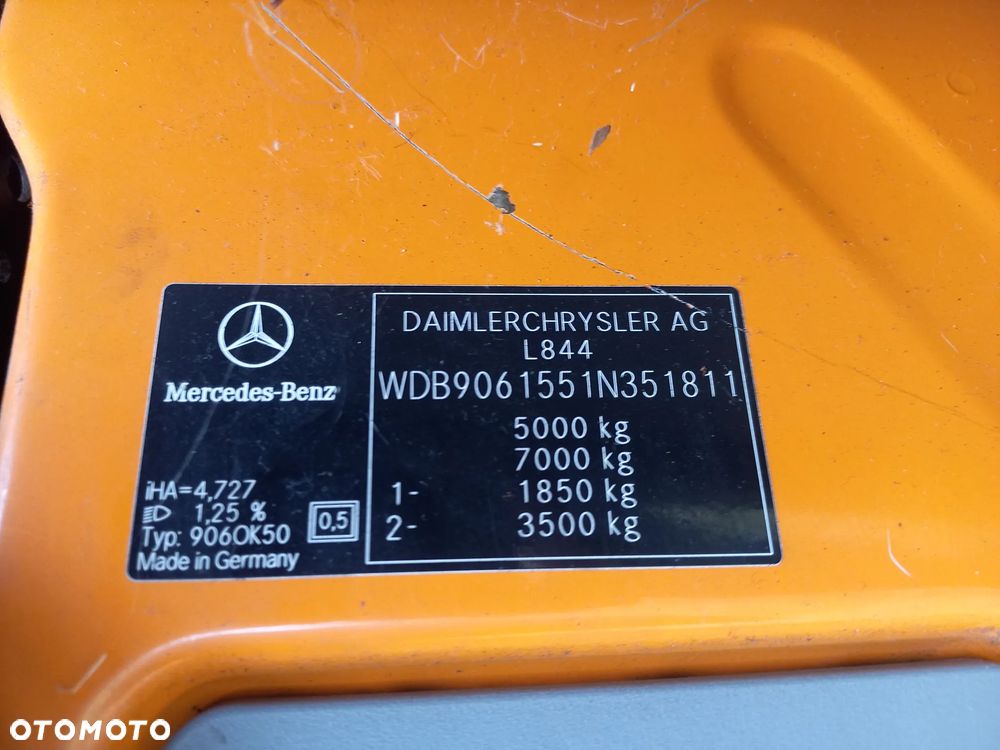 DAIMLERCHRYSLER AG
L844
WDB9061551N351811
5000 kg
7000 kg
1- 1850 kg
2- 3500 kg
Mercedes-Benz
iHA=4,727
1,25 %
0,5
Typ: 906OK50
Made in Germany
OTOMOTO